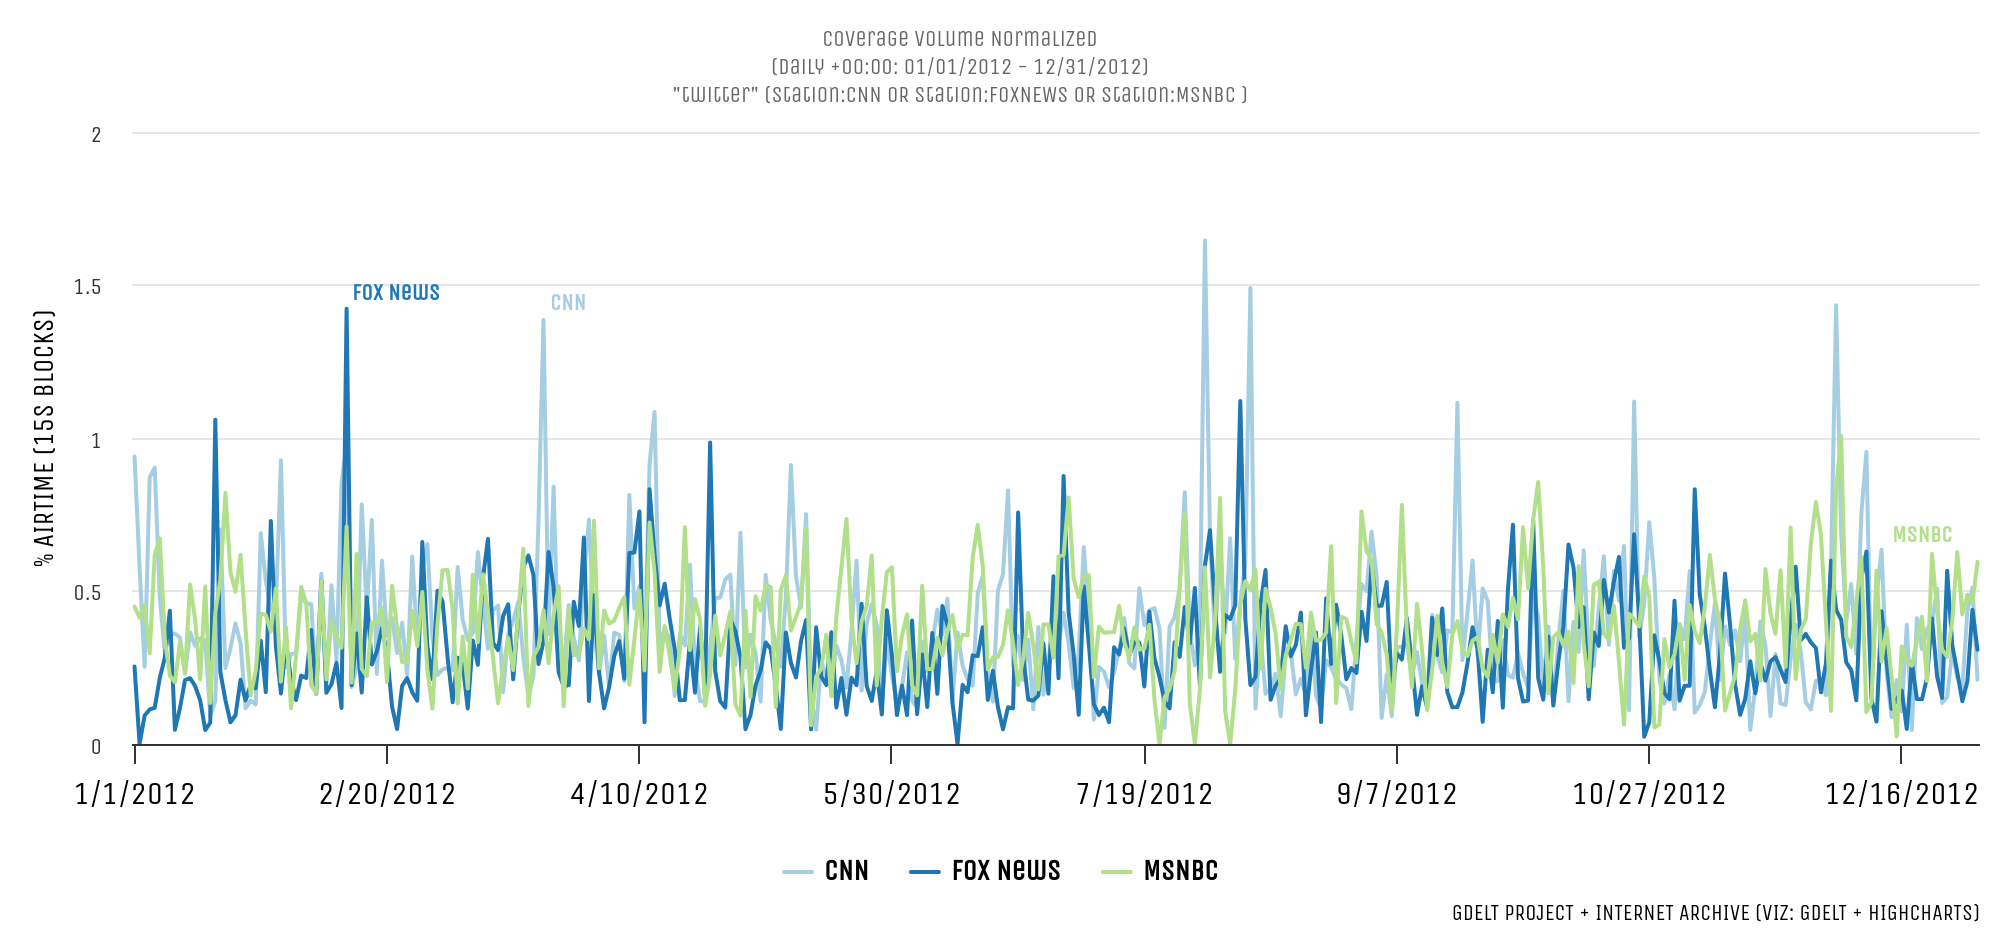 Coverage Volume Normalized
(Daily +00:00: 01/01/2012 - 12/31/2012)
"twitter" (Station:CNN OR Station:FOXNEWS OR Station:MSNBC )
% AIRTIME (15S BLOCKS)
2
1.5
1
0.5
0
FOX News
CNN
MSNBC
1/1/2012 2/20/2012 4/10/2012 5/30/2012 7/19/2012 9/7/2012 10/27/2012 12/16/2012
CNN FOX News MSNBC
GDELT PROJECT + INTERNET ARCHIVE (VIZ: GDELT + HIGHCHARTS)